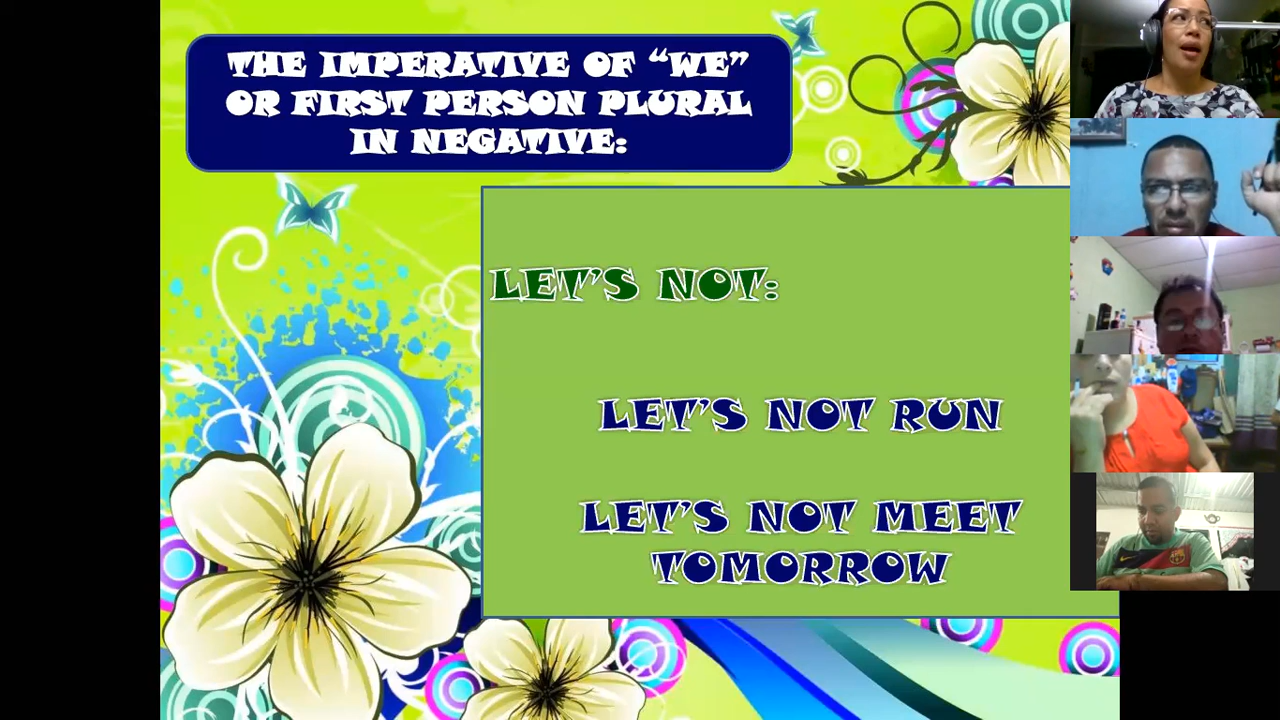 THE IMPERATIVE OF “WE”
OR FIRST PERSON PLURAL
IN NEGATIVE:
LET’S NOT:
LET’S NOT RUN
LET’S NOT MEET
TOMORROW